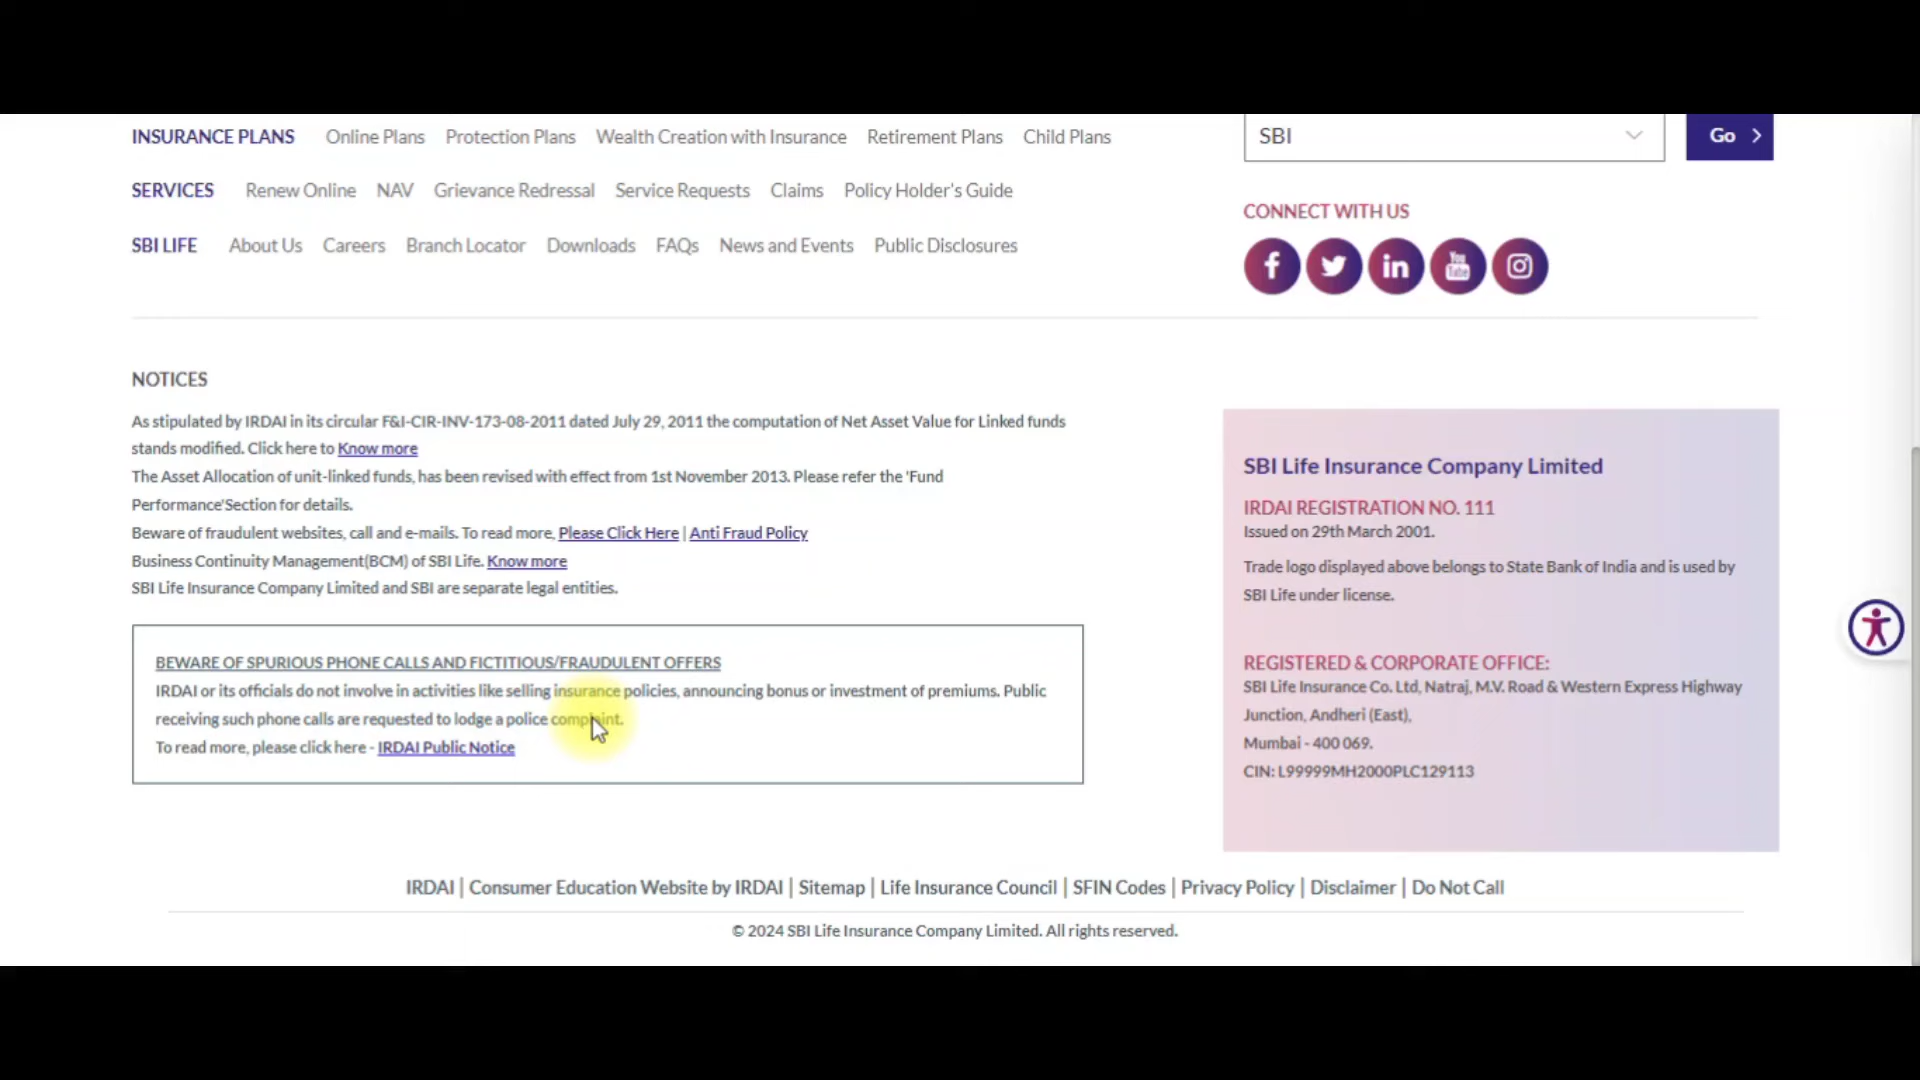 INSURANCE PLANS Online Plans Protection Plans Wealth Creation with Insurance Retirement Plans Child Plans
SERVICES Renew Online NAV Grievance Redressal Service Requests Claims Policy Holder's Guide
SBI LIFE About Us Careers Branch Locator Downloads FAQs News and Events Public Disclosures
SBI
Go
CONNECT WITH US
f in You Tube
NOTICES
As stipulated by IRDAI in its circular F&I-CIR-INV-173-08-2011 dated July 29, 2011 the computation of Net Asset Value for Linked funds
stands modified. Click here to Know more
The Asset Allocation of unit-linked funds, has been revised with effect from 1st November 2013. Please refer the 'Fund
Performance'Section for details.
Beware of fraudulent websites, call and e-mails. To read more, Please Click Here | Anti Fraud Policy
Business Continuity Management(BCM) of SBI Life. Know more
SBI Life Insurance Company Limited and SBI are separate legal entities.
BEWARE OF SPURIOUS PHONE CALLS AND FICTITIOUS/FRAUDULENT OFFERS
IRDAI or its officials do not involve in activities like selling insurance policies, announcing bonus or investment of premiums. Public
receiving such phone calls are requested to lodge a police complaint.
To read more, please click here - IRDAI Public Notice
SBI Life Insurance Company Limited
IRDAI REGISTRATION NO. 111
Issued on 29th March 2001.
Trade logo displayed above belongs to State Bank of India and is used by
SBI Life under license.
REGISTERED & CORPORATE OFFICE:
SBI Life Insurance Co. Ltd, Natraj, M.V. Road & Western Express Highway
Junction, Andheri (East),
Mumbai - 400 069.
CIN: L99999MH2000PLC129113
IRDAI | Consumer Education Website by IRDAI | Sitemap | Life Insurance Council | SFIN Codes | Privacy Policy | Disclaimer | Do Not Call
© 2024 SBI Life Insurance Company Limited. All rights reserved.